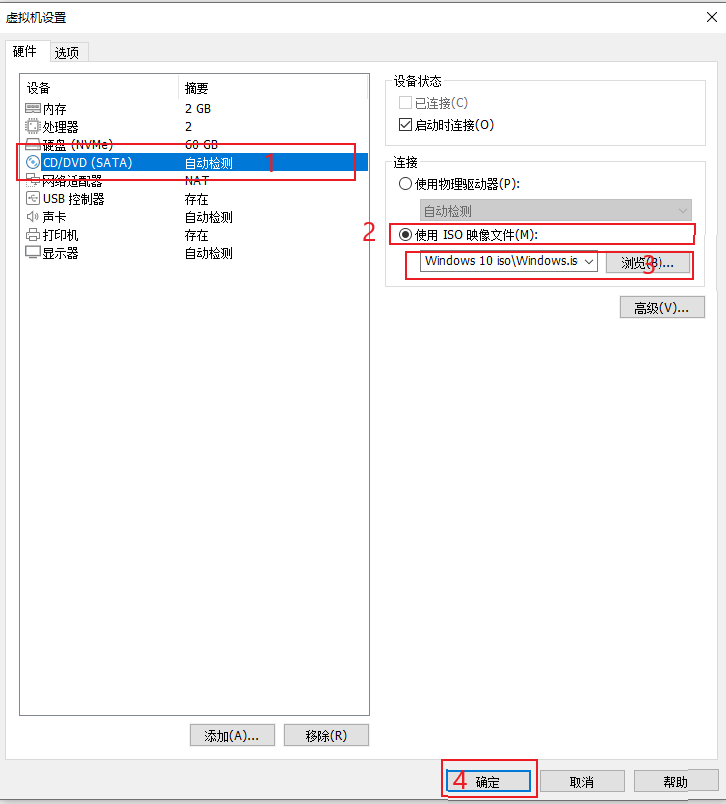 虚拟机设置
硬件 选项
设备 摘要
内存 2 GB
处理器 2
硬盘 (NVMe) 60 GB
CD/DVD (SATA) 自动检测 1
网络适配器 NAT
USB 控制器 存在
声卡 自动检测
打印机 存在
显示器 自动检测
添加(A)... 移除(R)
设备状态
已连接(C)
启动时连接(O)
连接
使用物理驱动器(P):
自动检测
2 使用 ISO 映像文件(M):
Windows 10 iso\Windows.is 浏览(B)... 3
高级(V)...
4 确定 取消 帮助